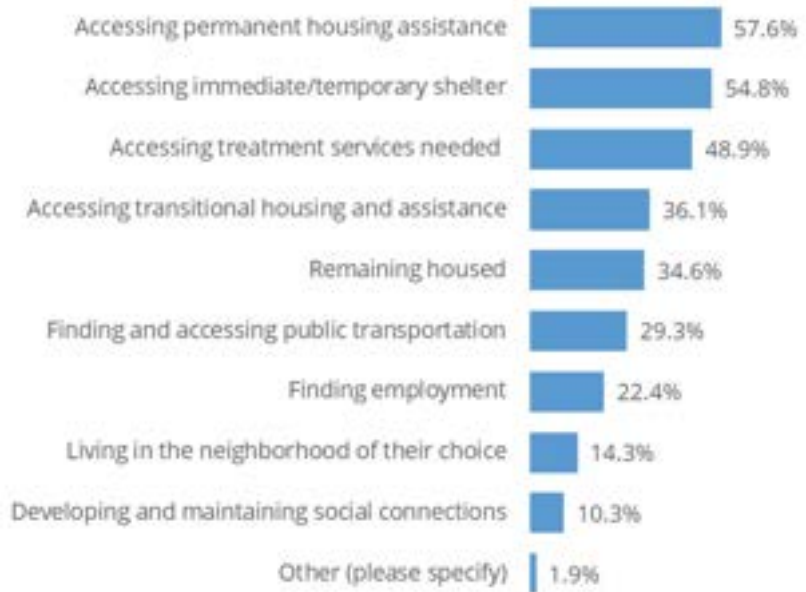 Accessing permanent housing assistance 57.6%
Accessing immediate/temporary shelter 54.8%
Accessing treatment services needed 48.9%
Accessing transitional housing and assistance 36.1%
Remaining housed 34.6%
Finding and accessing public transportation 29.3%
Finding employment 22.4%
Living in the neighborhood of their choice 14.3%
Developing and maintaining social connections 10.3%
Other (please specify) 1.9%